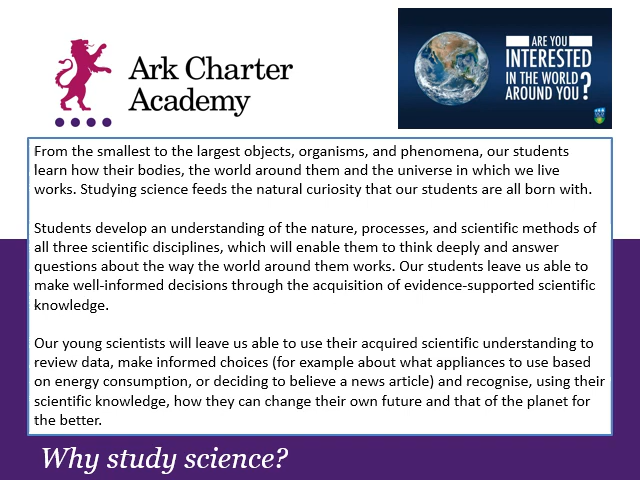 Ark Charter
Academy
ARE YOU
INTERESTED
IN THE WORLD
AROUND YOU?
From the smallest to the largest objects, organisms, and phenomena, our students
learn how their bodies, the world around them and the universe in which we live
works. Studying science feeds the natural curiosity that our students are all born with.
Students develop an understanding of the nature, processes, and scientific methods of
all three scientific disciplines, which will enable them to think deeply and answer
questions about the way the world around them works. Our students leave us able to
make well-informed decisions through the acquisition of evidence-supported scientific
knowledge.
Our young scientists will leave us able to use their acquired scientific understanding to
review data, make informed choices (for example about what appliances to use based
on energy consumption, or deciding to believe a news article) and recognise, using their
scientific knowledge, how they can change their own future and that of the planet for
the better.
Why study science?